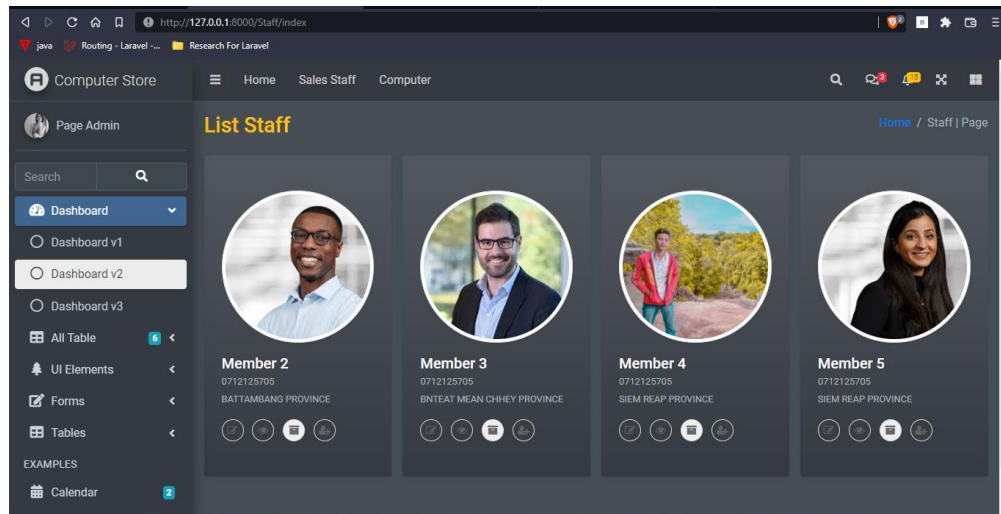 http://127.0.0.1:8000/Staff/index
java Routing - Laravel -... Research For Laravel
Computer Store
Home Sales Staff Computer
3 15
Page Admin
List Staff
Home / Staff | Page
Search
Dashboard
Dashboard v1
Dashboard v2
Dashboard v3
All Table 6
UI Elements
Forms
Tables
EXAMPLES
Calendar 2
Member 2
0712125705
BATTAMBANG PROVINCE
Member 3
0712125705
BNTEAT MEAN CHHEY PROVINCE
Member 4
0712125705
SIEM REAP PROVINCE
Member 5
0712125705
SIEM REAP PROVINCE